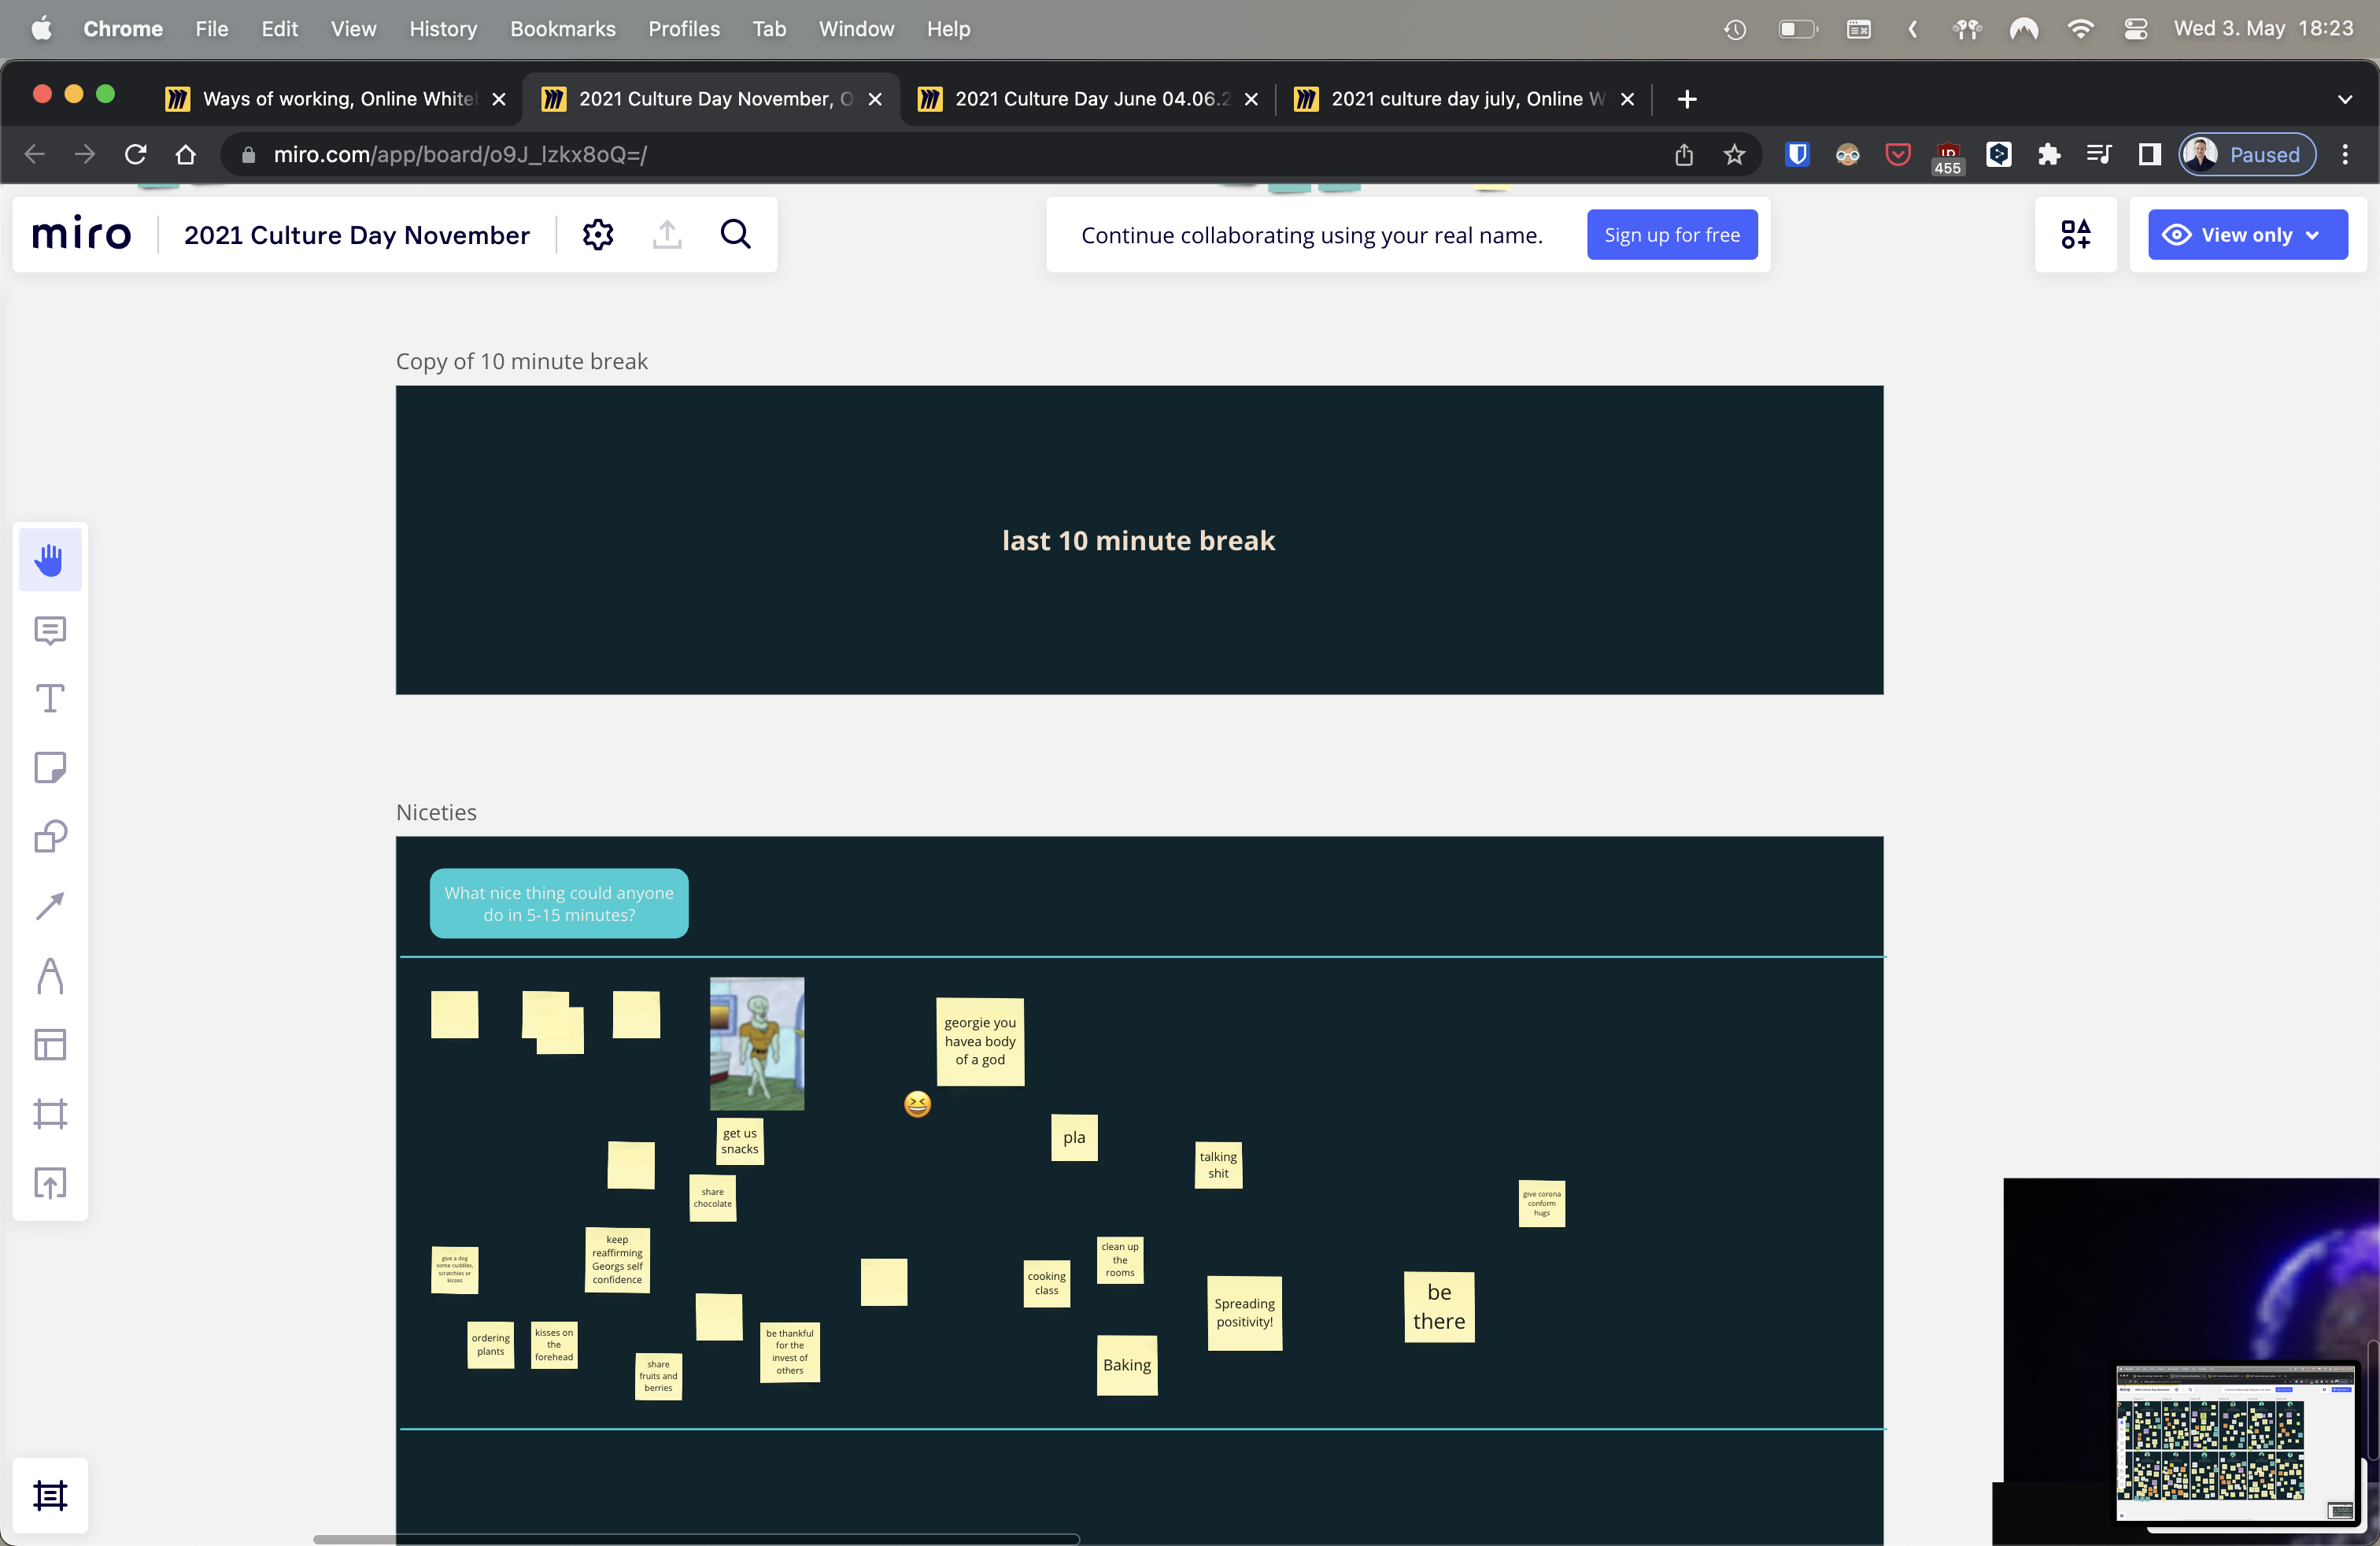 Chrome File Edit View History Bookmarks Profiles Tab Window Help
Wed 3. May 18:23
Ways of working, Online White
2021 Culture Day November, O
2021 Culture Day June 04.06.2
2021 culture day july, Online W
miro.com/app/board/o9J_lzkx8oQ=/
455
Paused
miro
2021 Culture Day November
Continue collaborating using your real name.
Sign up for free
View only
Copy of 10 minute break
last 10 minute break
Niceties
What nice thing could anyone
do in 5-15 minutes?
georgie you
havea body
of a god
get us
snacks
pla
talking
shit
share
chocolate
give corona
conform
hugs
keep
reaffirming
Georgs self
confidence
clean up
the
rooms
give a dog
some cuddles,
scratchies or
kisses
cooking
class
Spreading
positivity!
be
there
ordering
plants
kisses on
the
forehead
be thankful
for the
invest of
others
share
fruits and
berries
Baking